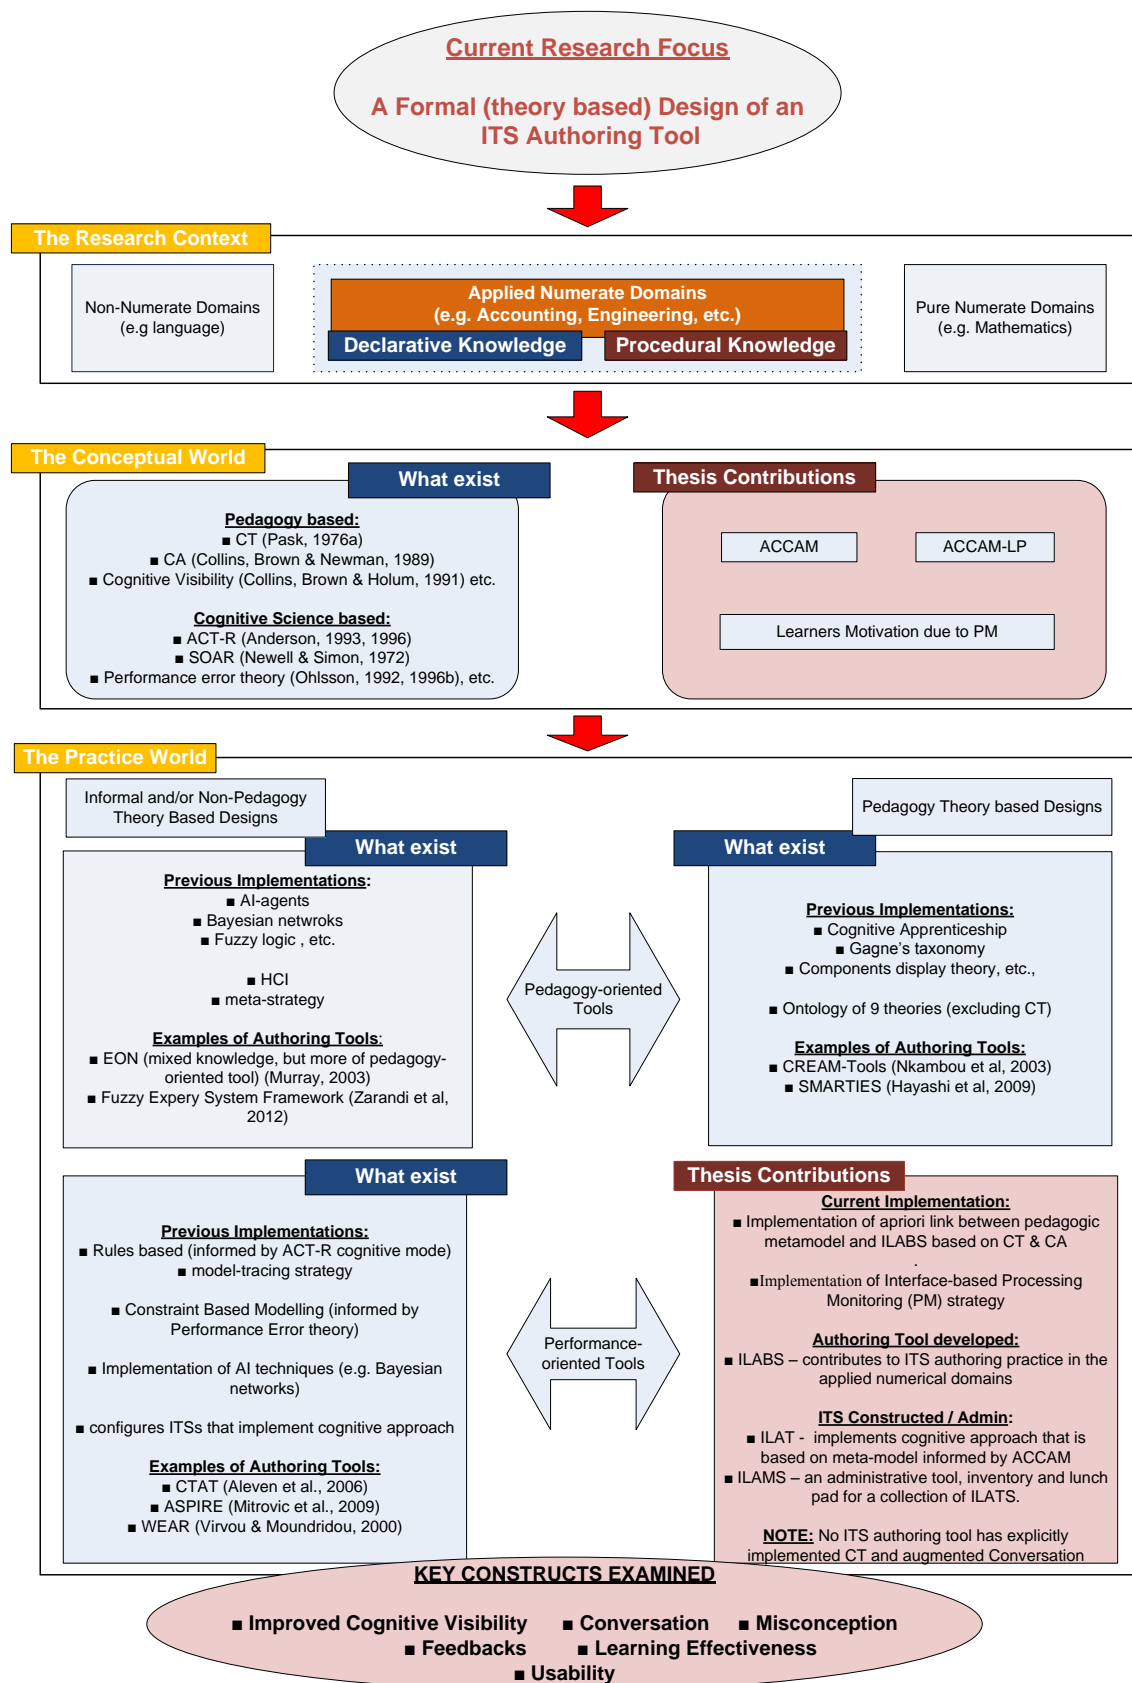 Current Research Focus
A Formal (theory based) Design of an
ITS Authoring Tool
The Research Context
Non-Numerate Domains
(e.g language)
Applied Numerate Domains
(e.g. Accounting, Engineering, etc.)
Declarative Knowledge
Procedural Knowledge
Pure Numerate Domains
(e.g. Mathematics)
The Conceptual World
What exist
Pedagogy based:
■ CT (Pask, 1976a)
■ CA (Collins, Brown & Newman, 1989)
■ Cognitive Visibility (Collins, Brown & Holum, 1991) etc.
Cognitive Science based:
■ ACT-R (Anderson, 1993, 1996)
■ SOAR (Newell & Simon, 1972)
■ Performance error theory (Ohlsson, 1992, 1996b), etc.
Thesis Contributions
ACCAM
ACCAM-LP
Learners Motivation due to PM
The Practice World
Informal and/or Non-Pedagogy
Theory Based Designs
What exist
Previous Implementations:
■ AI-agents
■ Bayesian netwroks
■ Fuzzy logic , etc.
■ HCI
■ meta-strategy
Examples of Authoring Tools:
■ EON (mixed knowledge, but more of pedagogy-
oriented tool) (Murray, 2003)
■ Fuzzy Expery System Framework (Zarandi et al,
2012)
Pedagogy-oriented
Tools
Pedagogy Theory based Designs
What exist
Previous Implementations:
■ Cognitive Apprenticeship
■ Gagne's taxonomy
■ Components display theory, etc.,
■ Ontology of 9 theories (excluding CT)
Examples of Authoring Tools:
■ CREAM-Tools (Nkambou et al, 2003)
■ SMARTIES (Hayashi et al, 2009)
What exist
Previous Implementations:
■ Rules based (informed by ACT-R cognitive mode)
■ model-tracing strategy
■ Constraint Based Modelling (informed by
Performance Error theory)
■ Implementation of AI techniques (e.g. Bayesian
networks)
■ configures ITSs that implement cognitive approach
Examples of Authoring Tools:
■ CTAT (Aleven et al., 2006)
■ ASPIRE (Mitrovic et al., 2009)
■ WEAR (Virvou & Moundridou, 2000)
Performance-
oriented Tools
Thesis Contributions
Current Implementation:
■ Implementation of apriori link between pedagogic
metamodel and ILABS based on CT & CA
.
■Implementation of Interface-based Processing
Monitoring (PM) strategy
Authoring Tool developed:
■ ILABS – contributes to ITS authoring practice in the
applied numerical domains
ITS Constructed / Admin:
■ ILAT - implements cognitive approach that is
based on meta-model informed by ACCAM
■ ILAMS – an administrative tool, inventory and lunch
pad for a collection of ILATS.
NOTE: No ITS authoring tool has explicitly
implemented CT and augmented Conversation
KEY CONSTRUCTS EXAMINED
■ Improved Cognitive Visibility ■ Conversation ■ Misconception
■ Feedbacks ■ Learning Effectiveness
■ Usability